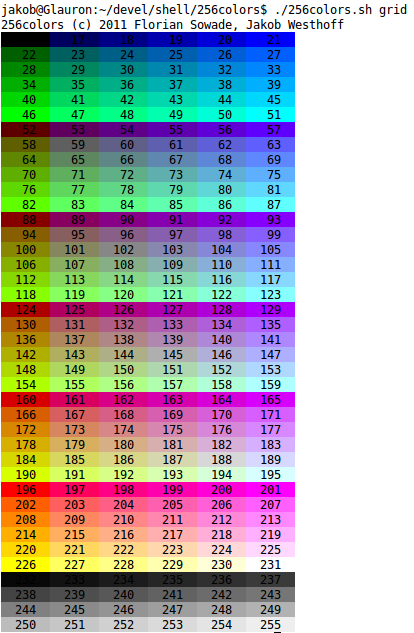 jakob@Glauron:~/devel/shell/256colors$ ./256colors.sh grid
256colors (c) 2011 Florian Sowade, Jakob Westhoff
17 18 19 20 21
22 23 24 25 26 27
28 29 30 31 32 33
34 35 36 37 38 39
40 41 42 43 44 45
46 47 48 49 50 51
52 53 54 55 56 57
58 59 60 61 62 63
64 65 66 67 68 69
70 71 72 73 74 75
76 77 78 79 80 81
82 83 84 85 86 87
88 89 90 91 92 93
94 95 96 97 98 99
100 101 102 103 104 105
106 107 108 109 110 111
112 113 114 115 116 117
118 119 120 121 122 123
124 125 126 127 128 129
130 131 132 133 134 135
136 137 138 139 140 141
142 143 144 145 146 147
148 149 150 151 152 153
154 155 156 157 158 159
160 161 162 163 164 165
166 167 168 169 170 171
172 173 174 175 176 177
178 179 180 181 182 183
184 185 186 187 188 189
190 191 192 193 194 195
196 197 198 199 200 201
202 203 204 205 206 207
208 209 210 211 212 213
214 215 216 217 218 219
220 221 222 223 224 225
226 227 228 229 230 231
232 233 234 235 236 237
238 239 240 241 242 243
244 245 246 247 248 249
250 251 252 253 254 255